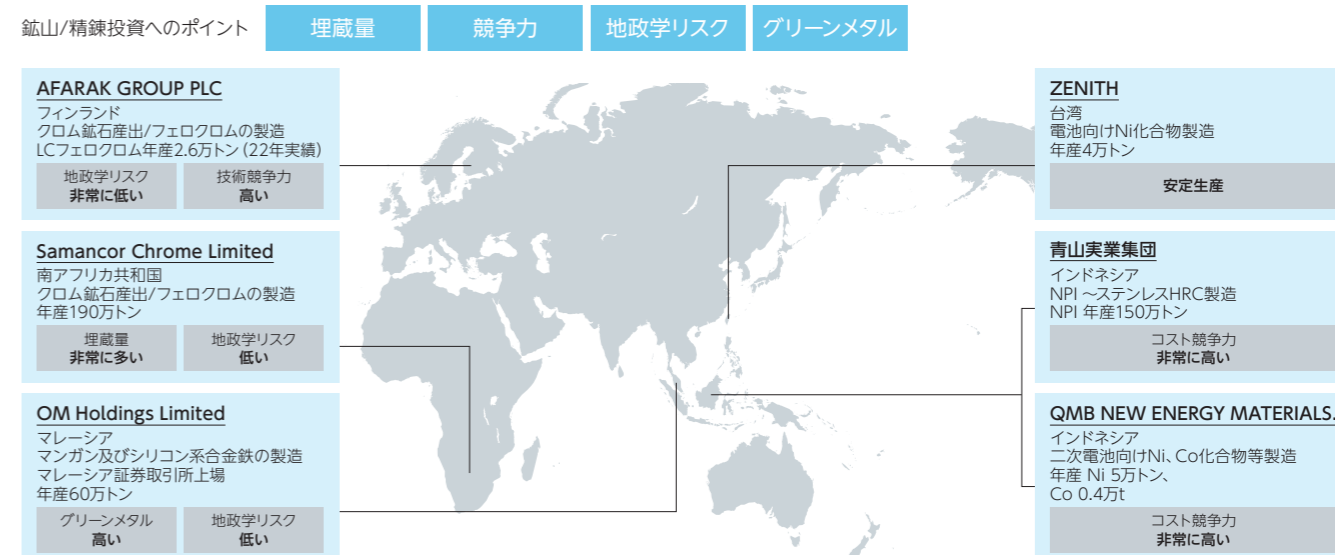 鉱山/精錬投資へのポイント
埋蔵量
競争力
地政学リスク
グリーンメタル
AFARAK GROUP PLC
フィンランド
クロム鉱石産出/フェロクロムの製造
LCフェロクロム年産2.6万トン（22年実績）
地政学リスク
非常に低い
技術競争力
高い
Samancor Chrome Limited
南アフリカ共和国
クロム鉱石産出/フェロクロムの製造
年産190万トン
埋蔵量
非常に多い
地政学リスク
低い
OM Holdings Limited
マレーシア
マンガン及びシリコン系合金鉄の製造
マレーシア証券取引所上場
年産60万トン
グリーンメタル
高い
地政学リスク
低い
ZENITH
台湾
電池向けNi化合物製造
年産4万トン
安定生産
青山実業集団
インドネシア
NPI ～ステンレスHRC製造
NPI 年産150万トン
コスト競争力
非常に高い
QMB NEW ENERGY MATERIALS.
インドネシア
二次電池向けNi、Co化合物等製造
年産 Ni 5万トン、
Co 0.4万t
コスト競争力
非常に高い